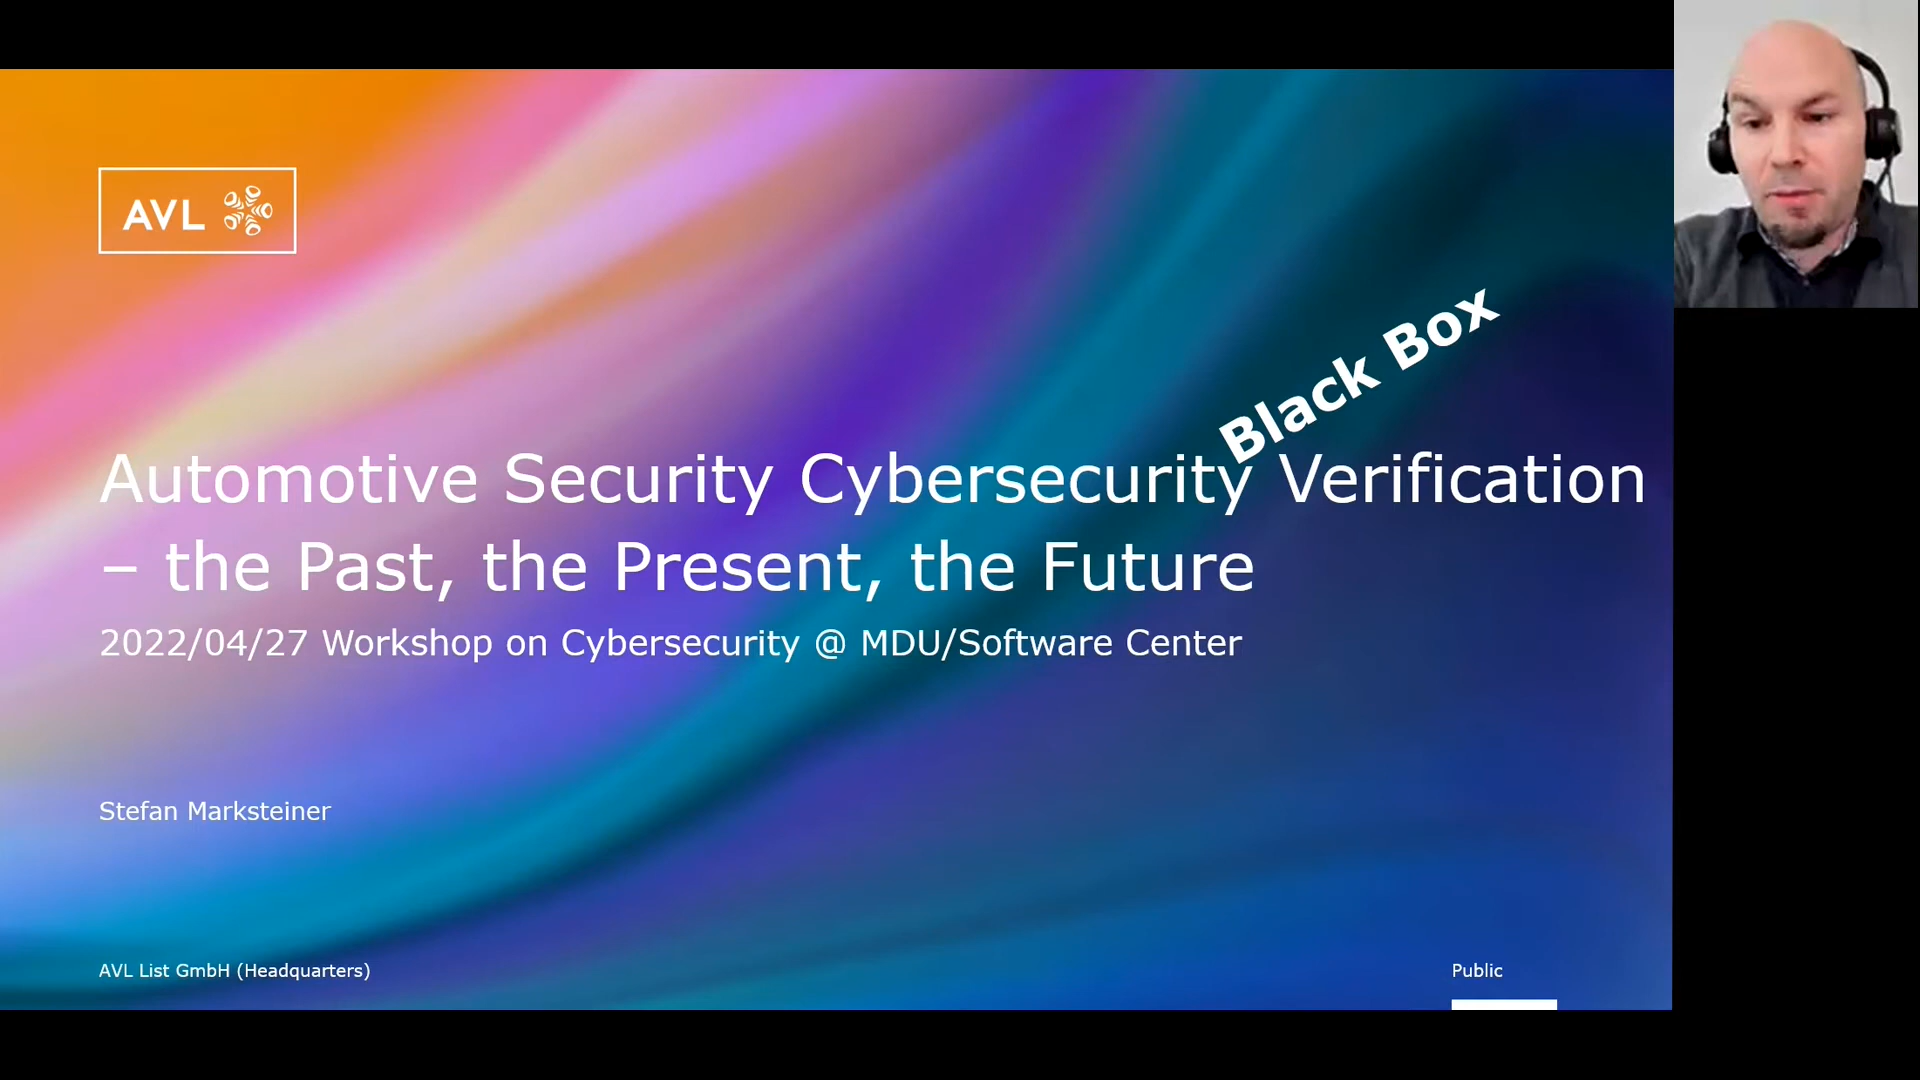 AVL
Black Box
Automotive Security Cybersecurity Verification
– the Past, the Present, the Future
2022/04/27 Workshop on Cybersecurity @ MDU/Software Center
Stefan Marksteiner
AVL List GmbH (Headquarters)
Public